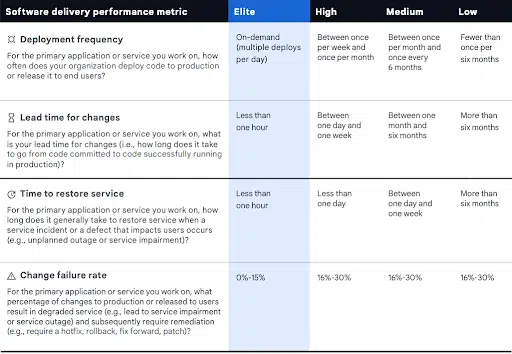 Software delivery performance metric Elite High Medium Low
Deployment frequency
For the primary application or service you work on, how
often does your organization deploy code to production
or release it to end users?
On-demand
(multiple deploys
per day)
Between once
per week and
once per month
Between once
per month and
once every
6 months
Fewer than
once per
six months
Lead time for changes
For the primary application or service you work on, what
is your lead time for changes (i.e., how long does it take
to go from code committed to code successfully running
in production)?
Less than
one hour
Between
one day and
one week
Between one
month and
six months
More than
six months
Time to restore service
For the primary application or service you work on, how
long does it generally take to restore service when a
service incident or a defect that impacts users occurs
(e.g., unplanned outage or service impairment)?
Less than
one hour
Less than
one day
Between
one day and
one week
More than
six months
Change failure rate
For the primary application or service you work on, what
percentage of changes to production or released to users
result in degraded service (e.g., lead to service impairment
or service outage) and subsequently require remediation
(e.g., require a hotfix, rollback, fix forward, patch)?
0%-15%
16%-30%
16%-30%
16%-30%